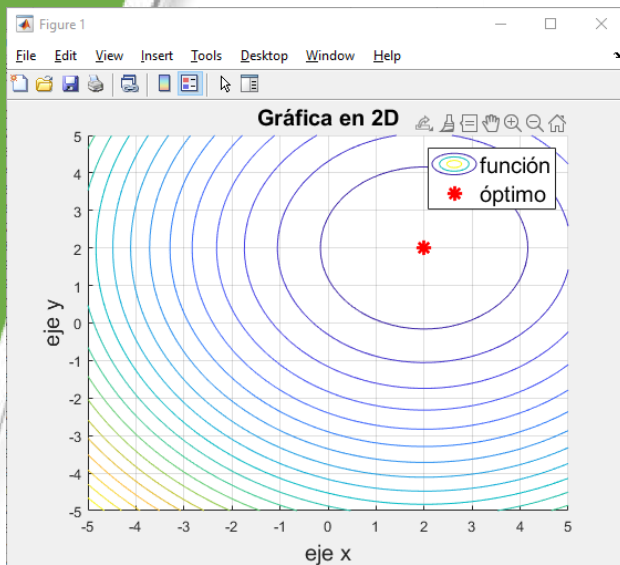 Figure 1
File Edit View Insert Tools Desktop Window Help
Gráfica en 2D
función
óptimo
5
4
3
2
1
0
-1
-2
-3
-4
-5
eje y
-5 -4 -3 -2 -1 0 1 2 3 4 5
eje x